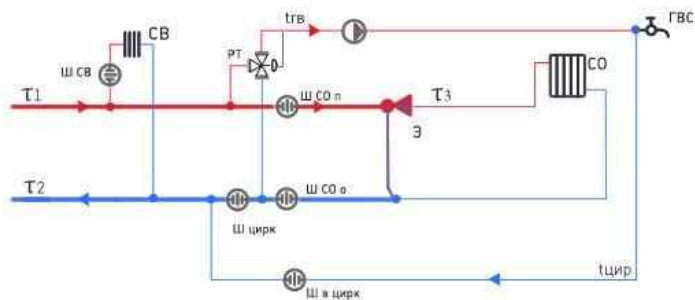 tгв
ГВС
СВ
РТ
Ш СВ
СО
τ1
Ш СО п
τ3
Э
τ2
Ш СО о
Ш цирк
tцир
Ш в цирк